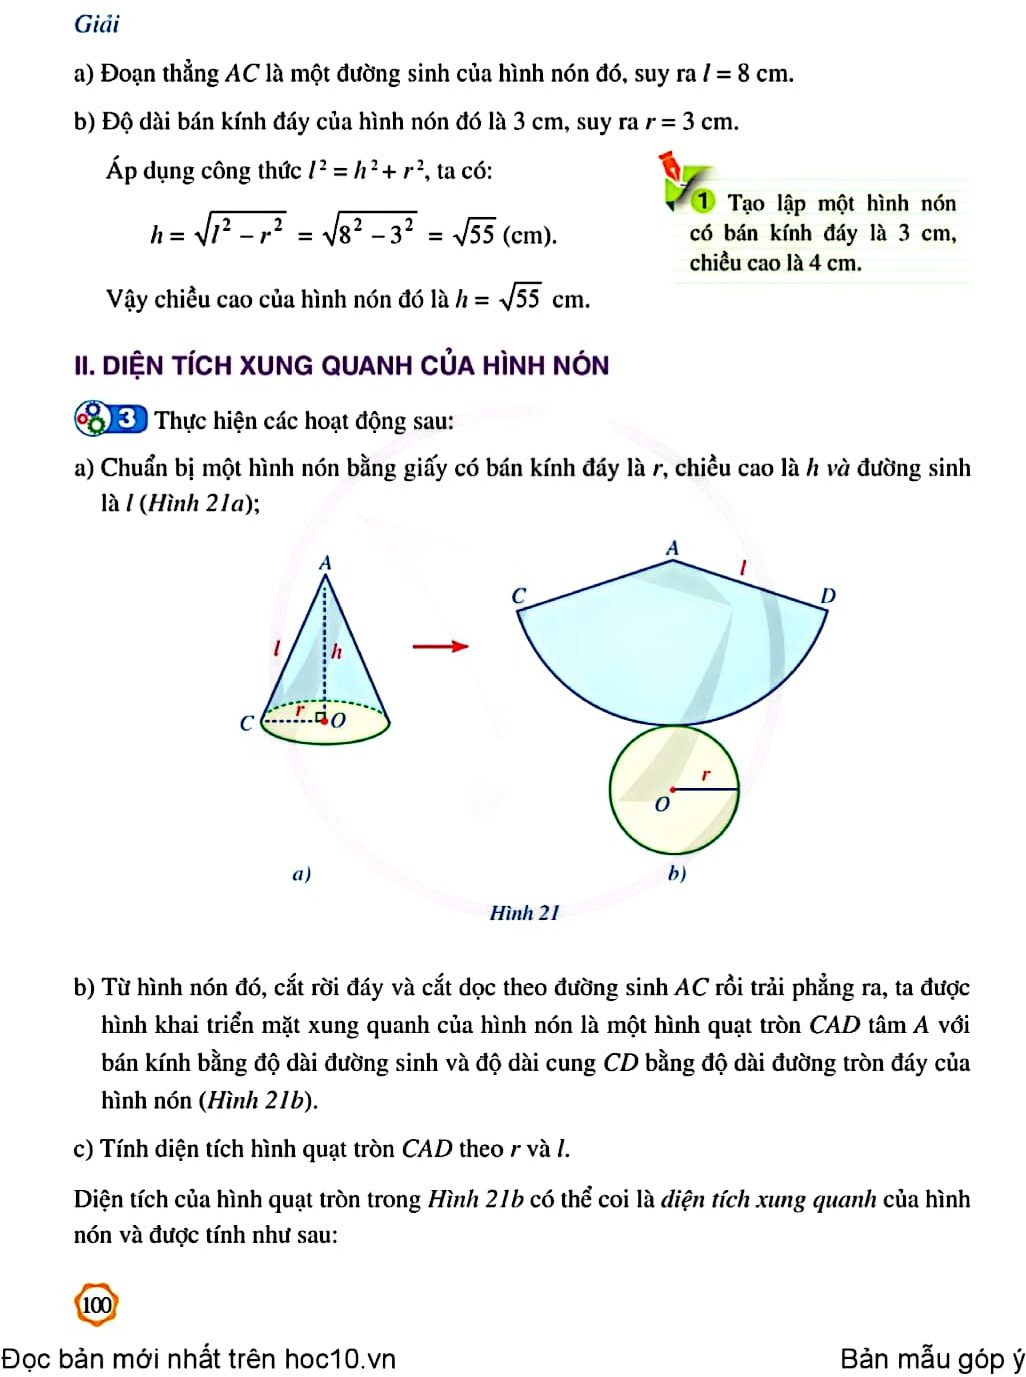 Giải
a) Đoạn thẳng AC là một đường sinh của hình nón đó, suy ra l = 8 cm.
b) Độ dài bán kính đáy của hình nón đó là 3 cm, suy ra r = 3 cm.
Áp dụng công thức l² = h² + r², ta có:
h = √(l² – r²) = √(8² – 3²) = √55 (cm).
Vậy chiều cao của hình nón đó là h = √55 cm.
1 Tạo lập một hình nón
có bán kính đáy là 3 cm,
chiều cao là 4 cm.
II. DIỆN TÍCH XUNG QUANH CỦA HÌNH NÓN
3 Thực hiện các hoạt động sau:
a) Chuẩn bị một hình nón bằng giấy có bán kính đáy là r, chiều cao là h và đường sinh
là l (Hình 21a);
A
l
h
r
C
O
a)
A
l
C
D
r
O
b)
Hình 21
b) Từ hình nón đó, cắt rời đáy và cắt dọc theo đường sinh AC rồi trải phẳng ra, ta được
hình khai triển mặt xung quanh của hình nón là một hình quạt tròn CAD tâm A với
bán kính bằng độ dài đường sinh và độ dài cung CD bằng độ dài đường tròn đáy của
hình nón (Hình 21b).
c) Tính diện tích hình quạt tròn CAD theo r và l.
Diện tích của hình quạt tròn trong Hình 21b có thể coi là diện tích xung quanh của hình
nón và được tính như sau:
100
Đọc bản mới nhất trên hoc10.vn
Bản mẫu góp ý